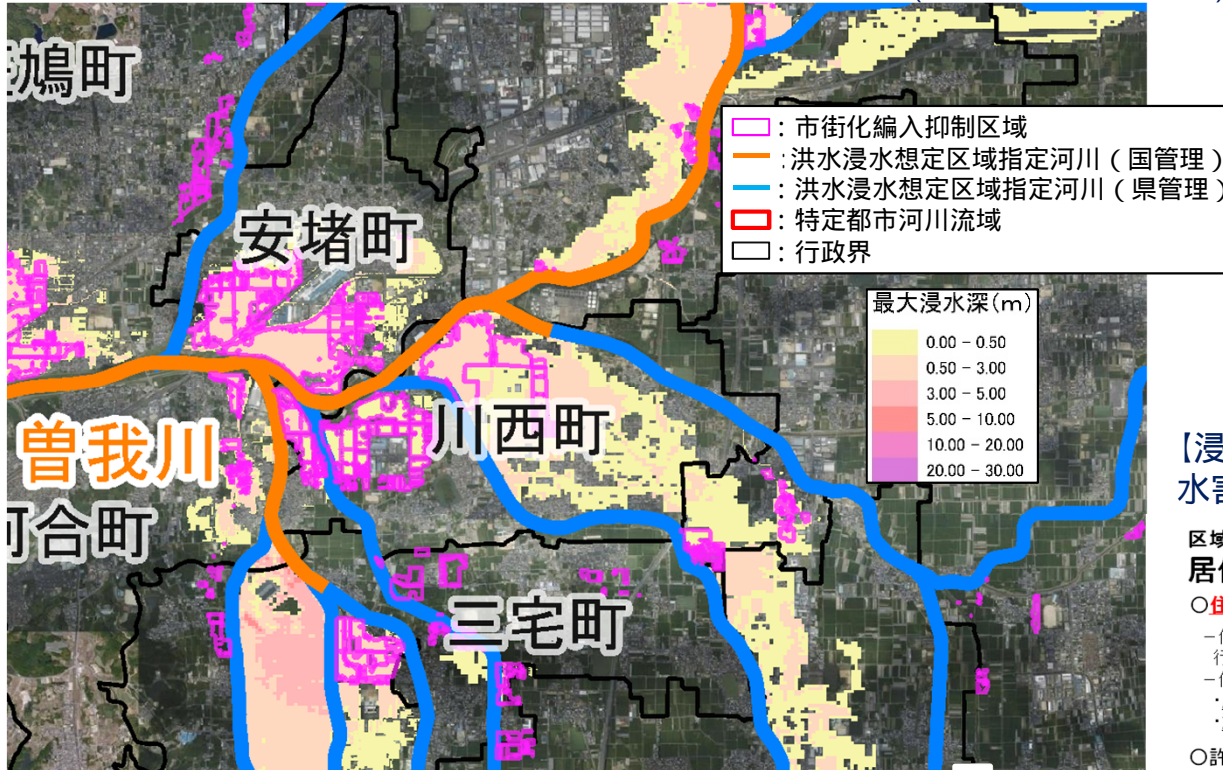 鳩町
安堵町
曽我川
川西町
合町
三宅町
：市街化編入抑制区域
：洪水浸水想定区域指定河川（国管理）
：洪水浸水想定区域指定河川（県管理）
：特定都市河川流域
：行政界
最大浸水深(m)
0.00 - 0.50
0.50 - 3.00
3.00 - 5.00
5.00 - 10.00
10.00 - 20.00
20.00 - 30.00
【浸
水害
区域
居
○住
○許